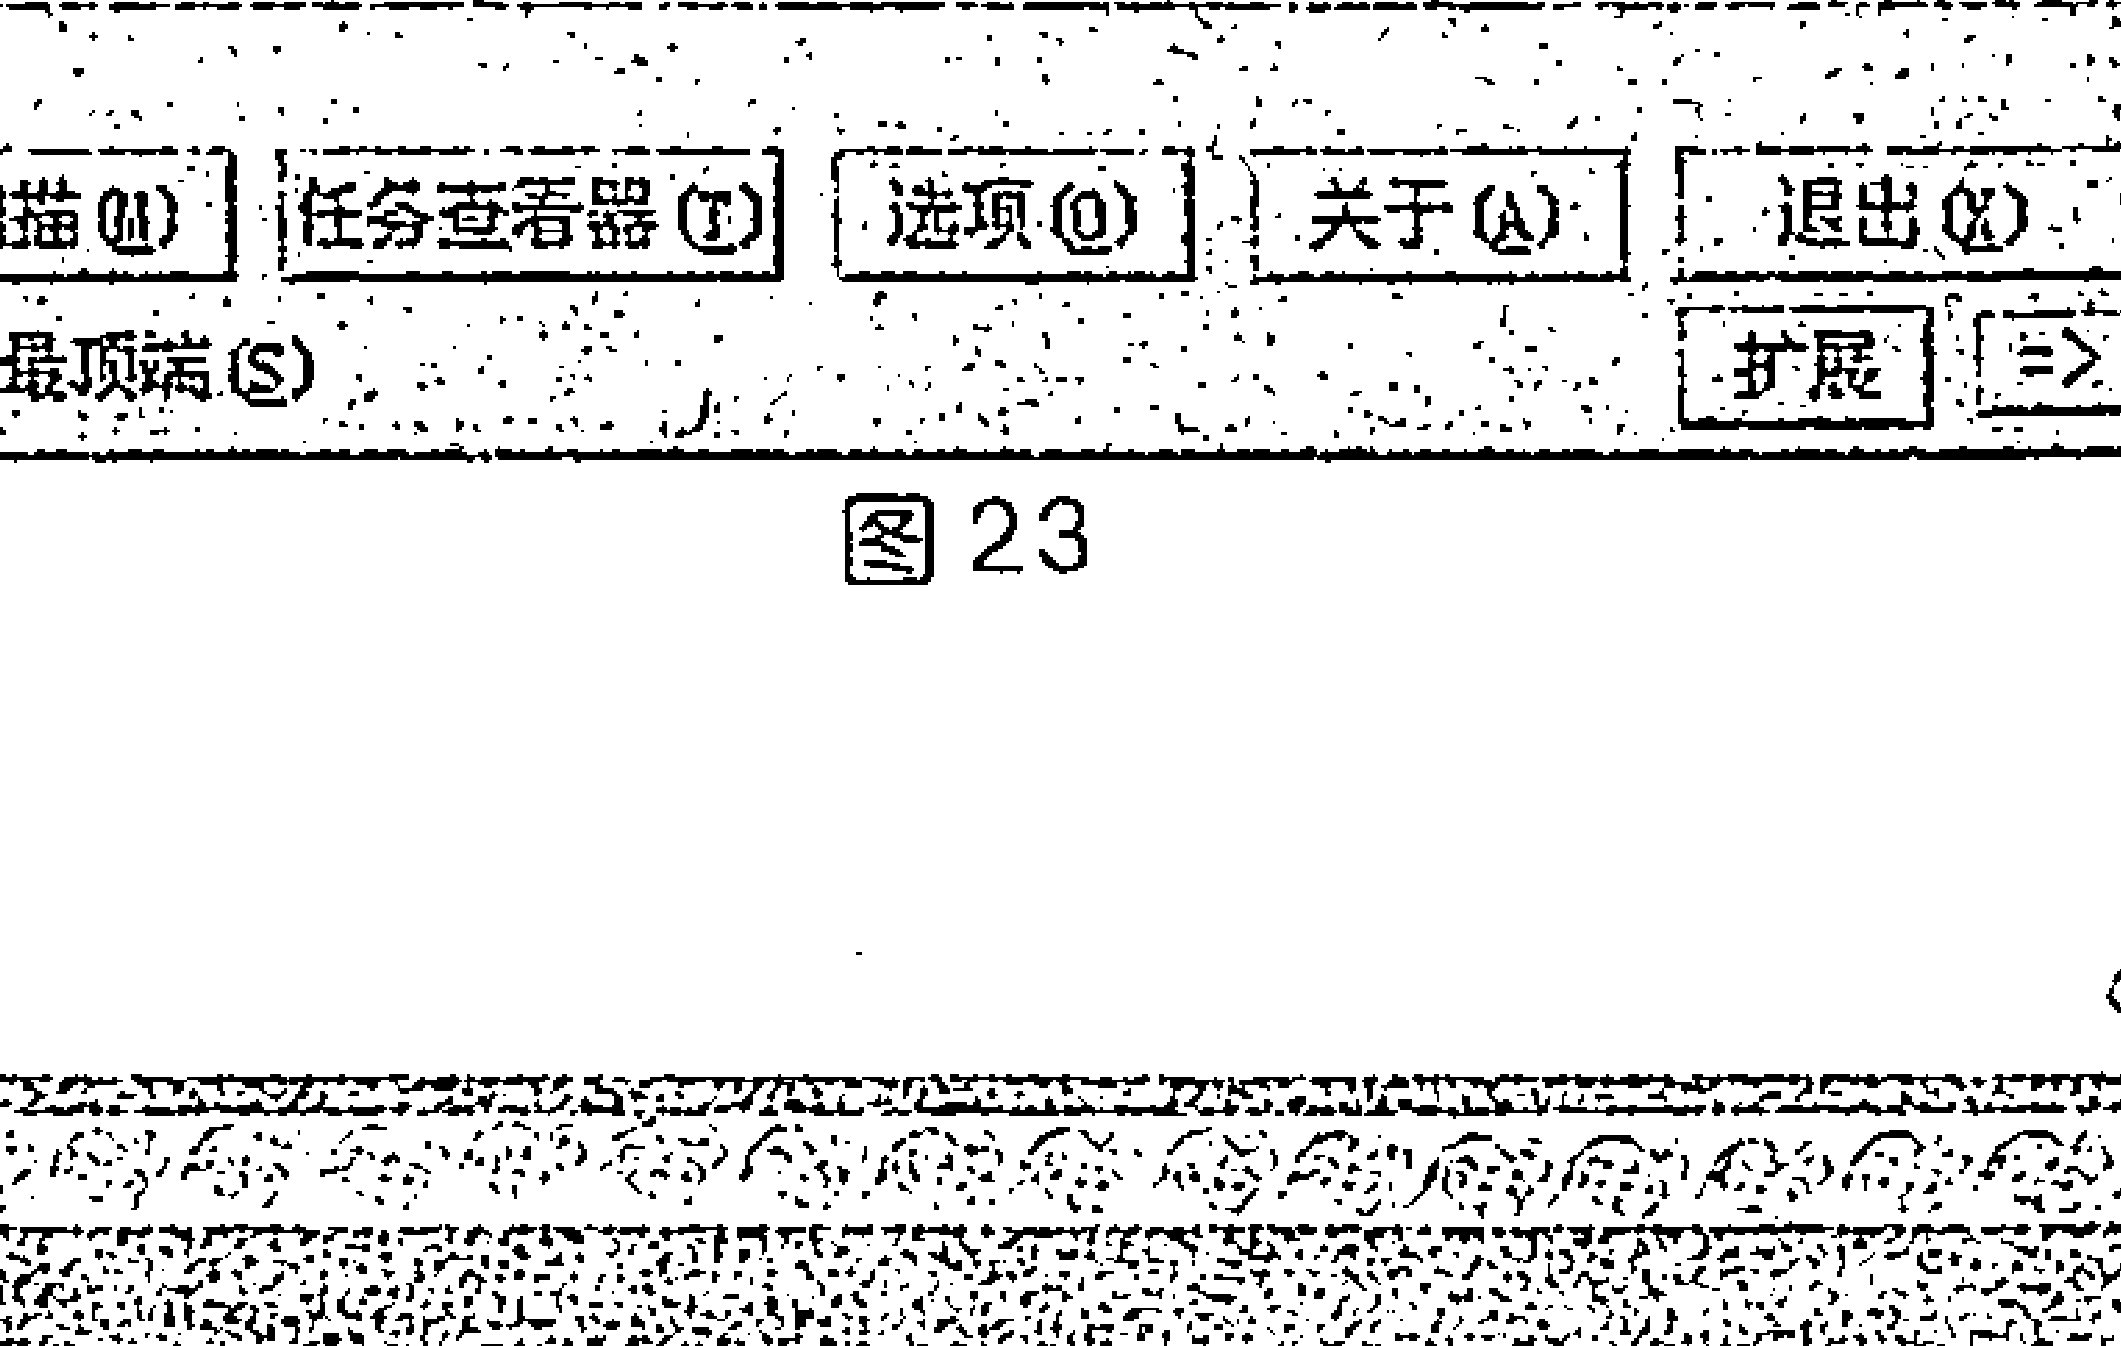 描(M) 任务查看器(T) 选项(O) 关于(A) 退出(X)
最顶端(S) 扩展 =>
图 23